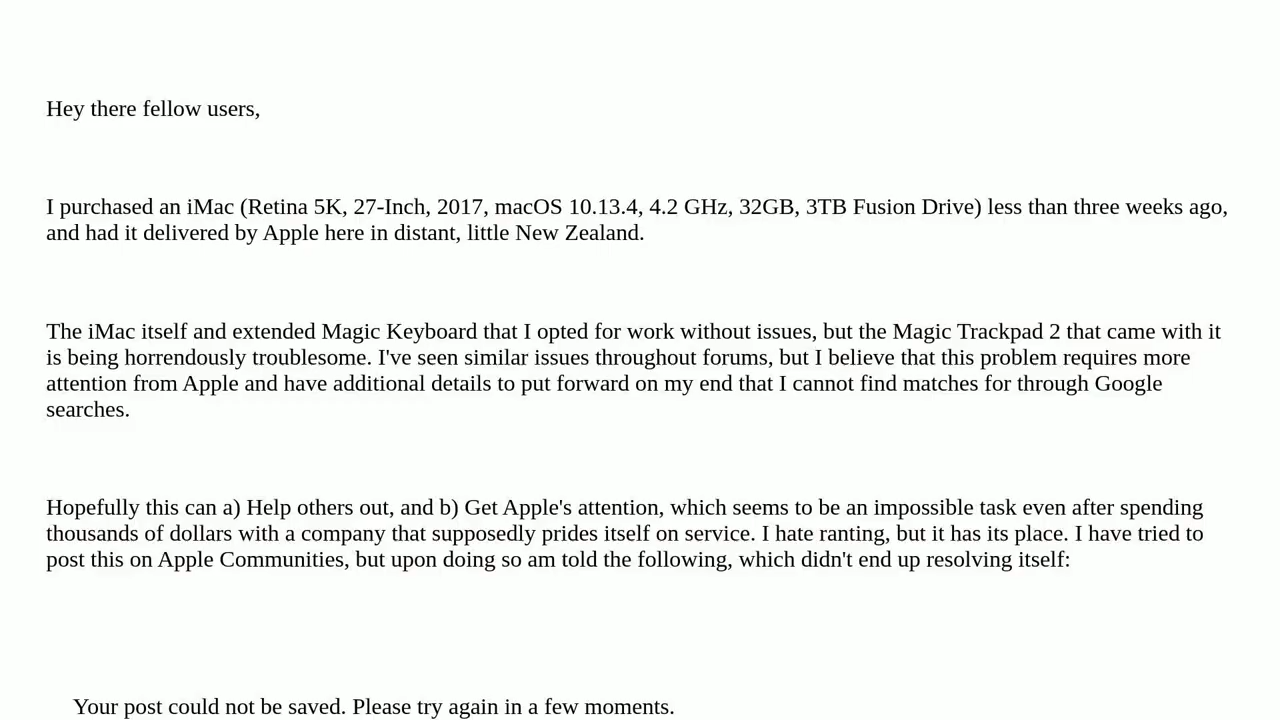 Hey there fellow users,
I purchased an iMac (Retina 5K, 27-Inch, 2017, macOS 10.13.4, 4.2 GHz, 32GB, 3TB Fusion Drive) less than three weeks ago,
and had it delivered by Apple here in distant, little New Zealand.
The iMac itself and extended Magic Keyboard that I opted for work without issues, but the Magic Trackpad 2 that came with it
is being horrendously troublesome. I've seen similar issues throughout forums, but I believe that this problem requires more
attention from Apple and have additional details to put forward on my end that I cannot find matches for through Google
searches.
Hopefully this can a) Help others out, and b) Get Apple's attention, which seems to be an impossible task even after spending
thousands of dollars with a company that supposedly prides itself on service. I hate ranting, but it has its place. I have tried to
post this on Apple Communities, but upon doing so am told the following, which didn't end up resolving itself:
Your post could not be saved. Please try again in a few moments.